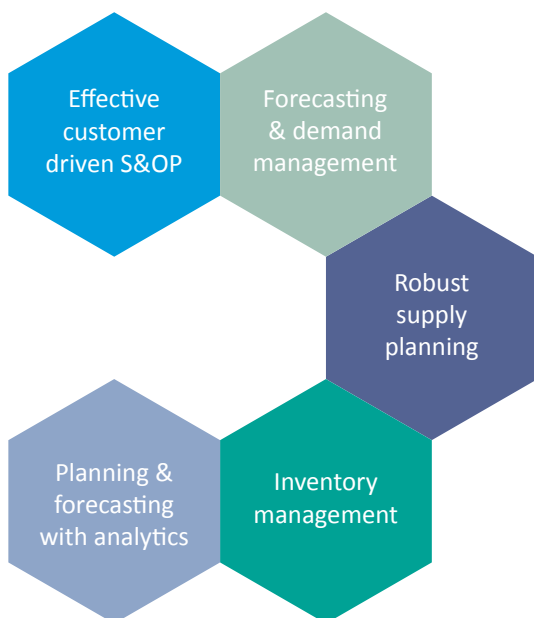 Effective
customer
driven S&OP
Forecasting
& demand
management
Robust
supply
planning
Planning &
forecasting
with analytics
Inventory
management